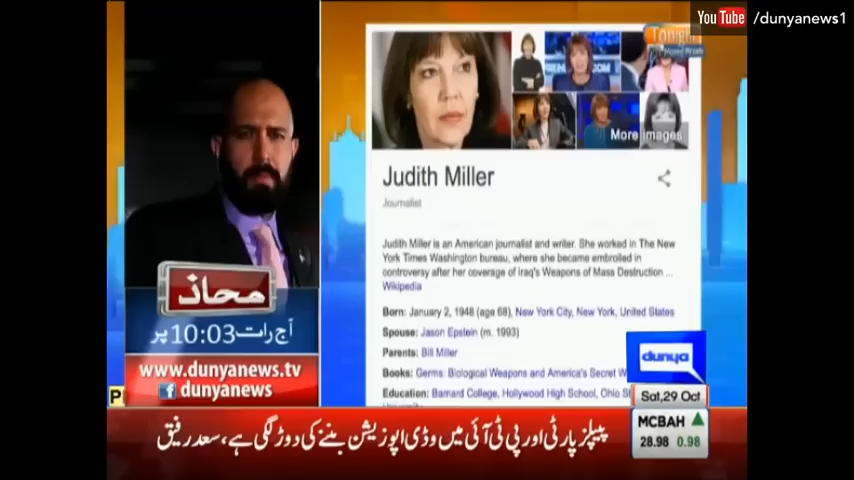 You Tube /dunyanews1
Tonight
More images
Judith Miller
Journalist
Judith Miller is an American journalist and writer. She worked in The New
York Times Washington bureau, where she became embroiled in
controversy after her coverage of Iraq's Weapons of Mass Destruction ...
Wikipedia
Born: January 2, 1948 (age 68), New York City, New York, United States
Spouse: Jason Epstein (m. 1993)
Parents: Bill Miller
Books: Germs: Biological Weapons and America's Secret W
Education: Barnard College, Hollywood High School, Ohio St
محاذ
آج رات 10:03 پر
www.dunyanews.tv
f dunyanews
dunya
Sat,29 Oct
MCBAH
28.98 0.98
پیپلز پارٹی اور پی ٹی آئی میں وڈی اپوزیشن بننے کی دوڑ لگی ہے، سعد رفیق